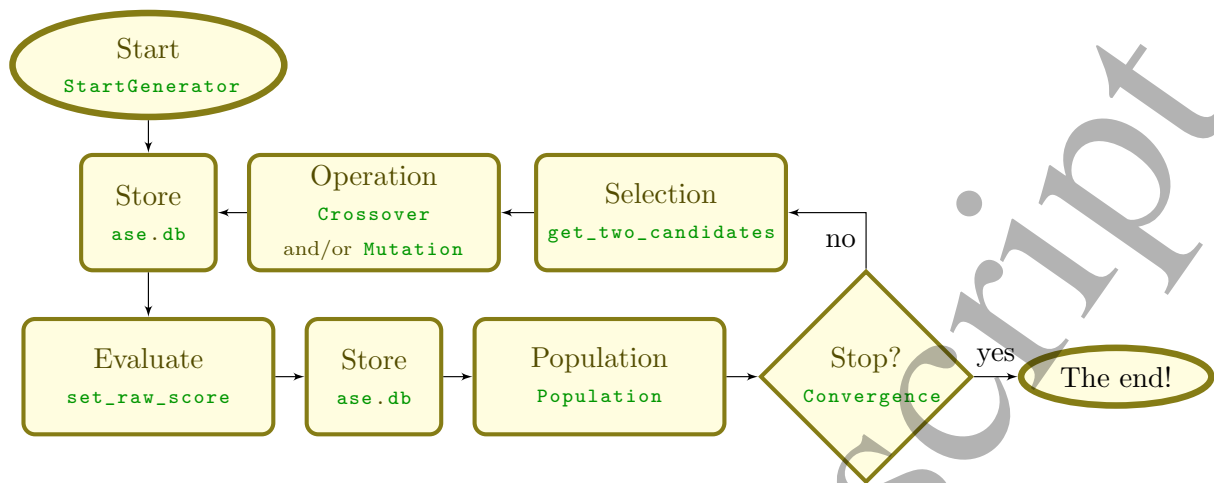 Start
StartGenerator
Store
ase.db
Operation
Crossover
and/or Mutation
Selection
get_two_candidates
no
Evaluate
set_raw_score
Store
ase.db
Population
Population
Stop?
Convergence
yes
The end!
script